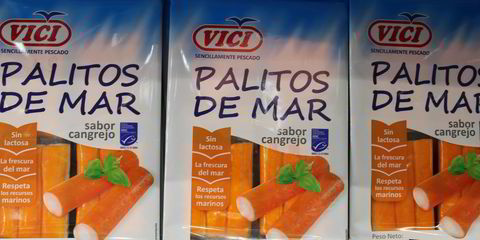 VICI
SENCILLAMENTE PESCADO
PALITOS
DE MAR
sabor
cangrejo
Sin
lactosa
La frescura
del mar
Respeta
los recursos
marinos
VICI
SENCILLAMENTE PESCADO
PALITOS
DE MAR
sabor
cangrejo
Sin
lactosa
La frescura
del mar
Respeta
los recursos
marinos
VICI
SENCILLAMENTE PESCADO
PALITOS
DE MA
Sin
lactosa
La frescura
del mar
Respeta
los recursos
marinos
Peso Neto: